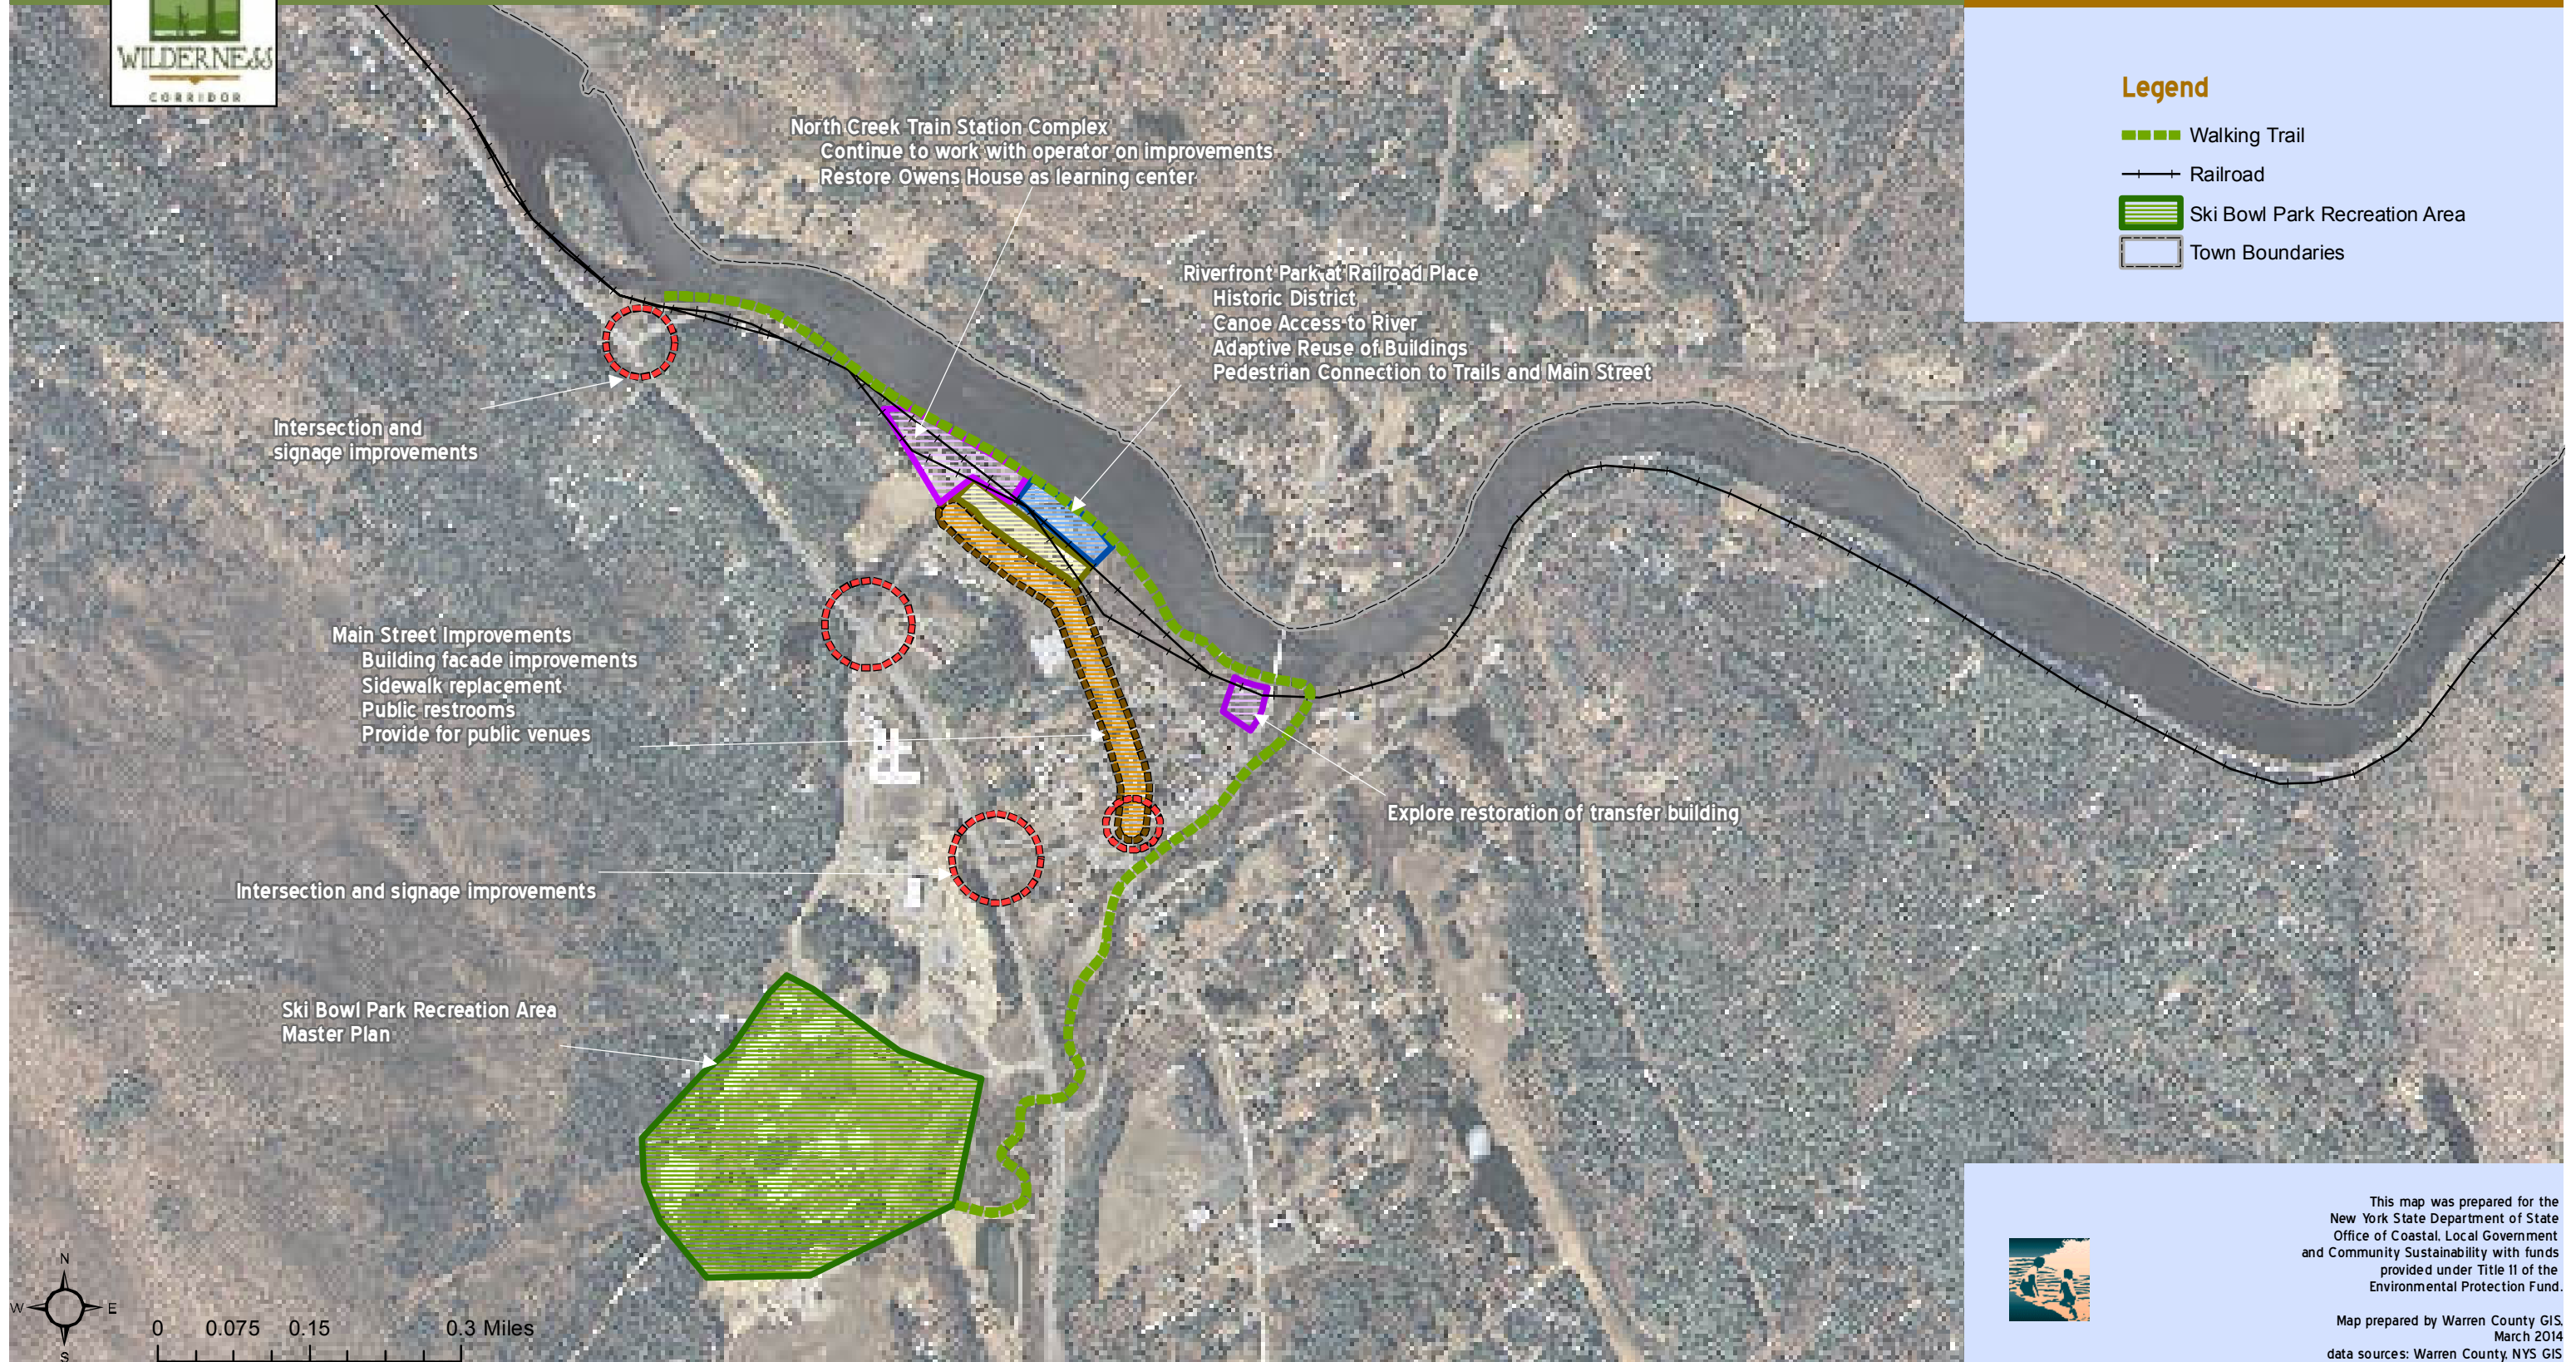 WILDERNESS
CORRIDOR
North Creek Train Station Complex
Continue to work with operator on improvements
Restore Owens House as learning center
Riverfront Park at Railroad Place
Historic District
Canoe Access to River
Adaptive Reuse of Buildings
Pedestrian Connection to Trails and Main Street
Intersection and
signage improvements
Main Street Improvements
Building facade improvements
Sidewalk replacement
Public restrooms
Provide for public venues
Explore restoration of transfer building
Intersection and signage improvements
Ski Bowl Park Recreation Area
Master Plan
Legend
Walking Trail
Railroad
Ski Bowl Park Recreation Area
Town Boundaries
N
W E
S
0 0.075 0.15 0.3 Miles
This map was prepared for the
New York State Department of State
Office of Coastal, Local Government
and Community Sustainability with funds
provided under Title 11 of the
Environmental Protection Fund.
Map prepared by Warren County GIS,
March 2014
data sources: Warren County, NYS GIS